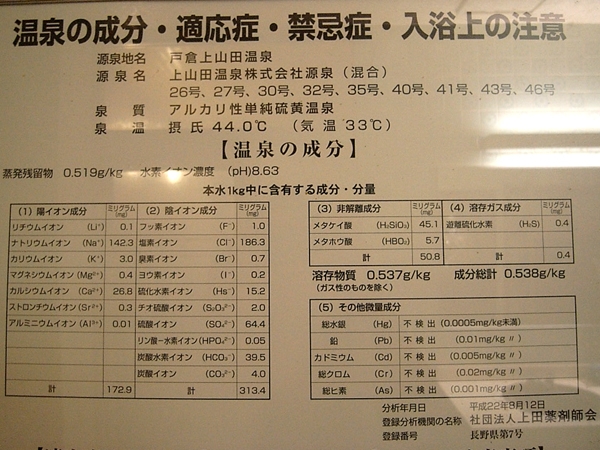 温泉の成分・適応症・禁忌症・入浴上の注意
源泉地名 戸倉上山田温泉
源泉名 上山田温泉株式会社源泉（混合）
26号、27号、30号、32号、35号、40号、41号、43号、46号
泉質 アルカリ性単純硫黄温泉
泉温 摂氏 44.0℃ （気温 33℃）
【温泉の成分】
蒸発残留物 0.519g/kg 水素イオン濃度 (pH)8.63
本水1kg中に含有する成分・分量
(1) 陽イオン成分 ミリグラム(mg)
リチウムイオン (Li⁺) 0.1
ナトリウムイオン (Na⁺) 142.3
カリウムイオン (K⁺) 3.0
マグネシウムイオン (Mg²⁺) 0.4
カルシウムイオン (Ca²⁺) 26.8
ストロンチウムイオン (Sr²⁺) 0.3
アルミニウムイオン (Al³⁺) 0.01
計 172.9
(2) 陰イオン成分 ミリグラム(mg)
フッ素イオン (F⁻) 1.0
塩素イオン (Cl⁻) 186.3
臭素イオン (Br⁻) 0.7
ヨウ素イオン (I⁻) 0.2
硫化水素イオン (Hs⁻) 15.2
チオ硫酸イオン (S₂O₃²⁻) 2.0
硫酸イオン (SO₄²⁻) 64.4
リン酸一水素イオン (HPO₄²⁻) 0.05
炭酸水素イオン (HCO₃⁻) 39.5
炭酸イオン (CO₃²⁻) 4.0
計 313.4
(3) 非解離成分 ミリグラム(mg)
メタケイ酸 (H₂SiO₃) 45.1
メタホウ酸 (HBO₂) 5.7
計 50.8
(4) 溶存ガス成分 ミリグラム(mg)
遊離硫化水素 (H₂S) 0.4
計 0.4
溶存物質 0.537g/kg 成分総計 0.538g/kg
(ガス性のものを除く)
(5) その他微量成分
総水銀 (Hg) 不検出 (0.0005mg/kg未満)
鉛 (Pb) 不検出 (0.01mg/kg 〃)
カドミウム (Cd) 不検出 (0.005mg/kg 〃)
総クロム (Cr) 不検出 (0.02mg/kg 〃)
総ヒ素 (As) 不検出 (0.001mg/kg 〃)
分析年月日 平成22年8月12日
登録分析機関の名称 社団法人上田薬剤師会
登録番号 長野県第7号